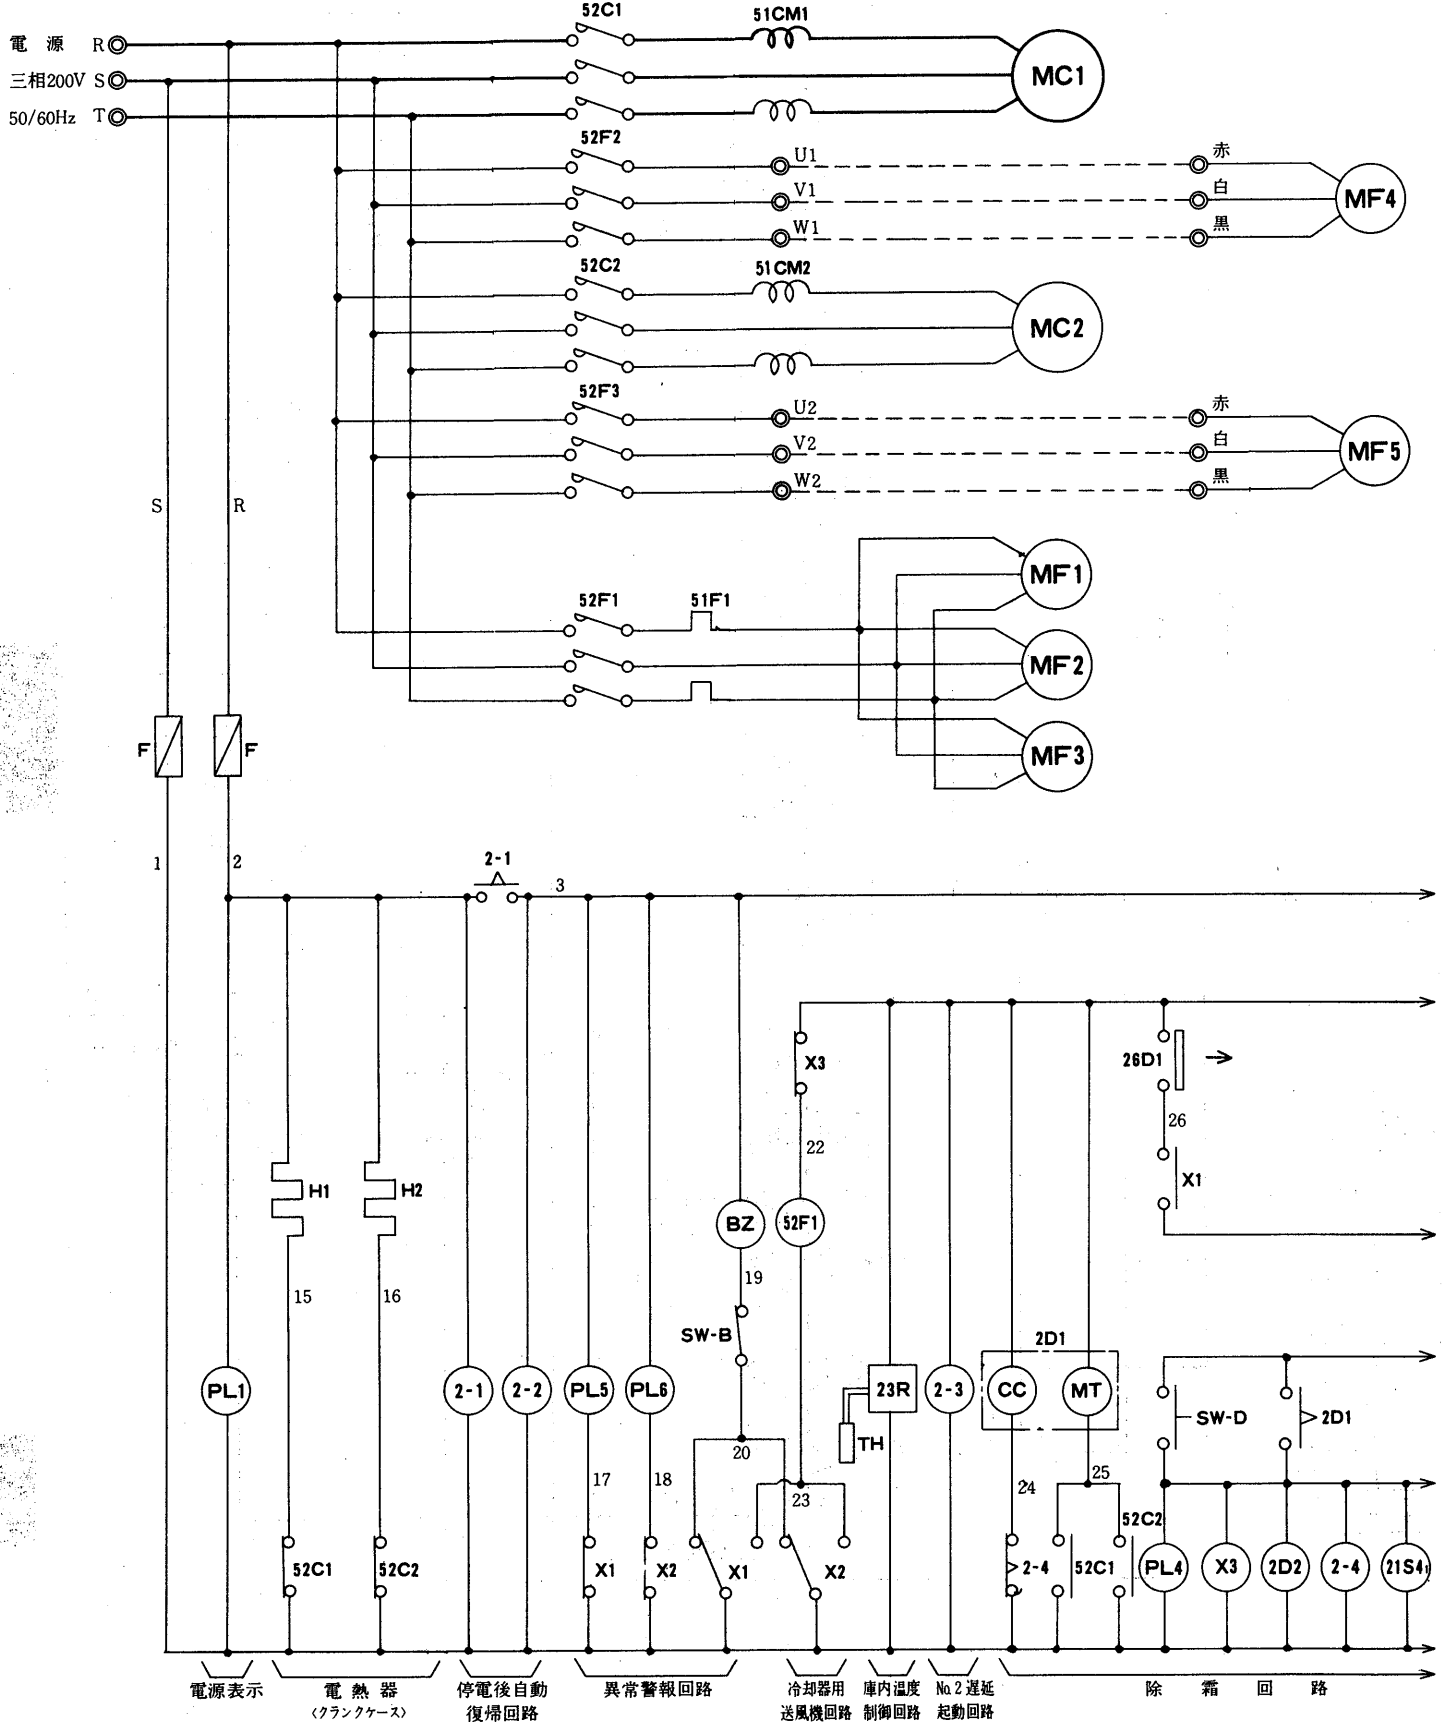 52C1
51CM1
電源 R
三相200V S
50/60Hz T
MC1
52F2
U1
赤
V1
白
MF4
W1
黒
52C2
51CM2
MC2
52F3
U2
赤
V2
白
MF5
W2
黒
S
R
MF1
52F1
51F1
MF2
MF3
F
F
1
2
2-1
3
X3
26D1
22
26
H1
H2
X1
BZ
52F1
15
16
19
SW-B
2D1
PL1
2-1
2-2
PL5
PL6
23R
2-3
CC
MT
SW-D
2D1
TH
20
17
18
23
24
25
52C2
52C1
52C2
X1
X2
X1
X2
2-4
52C1
PL4
X3
2D2
2-4
21S41
電源表示
電熱器
(クランクケース)
停電後自動
復帰回路
異常警報回路
冷却器用
送風機回路
庫内温度
制御回路
No.2遅延
起動回路
除霜回路